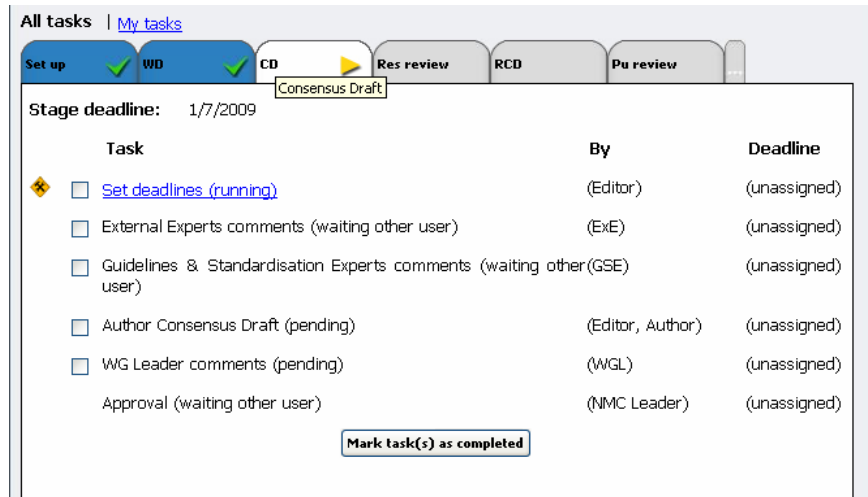 All tasks | My tasks
Set up WD CD Res review RCD Pu review ...
Consensus Draft
Stage deadline: 1/7/2009
Task By Deadline
Set deadlines (running) (Editor) (unassigned)
External Experts comments (waiting other user) (ExE) (unassigned)
Guidelines & Standardisation Experts comments (waiting other (GSE) (unassigned)
user)
Author Consensus Draft (pending) (Editor, Author) (unassigned)
WG Leader comments (pending) (WGL) (unassigned)
Approval (waiting other user) (NMC Leader) (unassigned)
Mark task(s) as completed